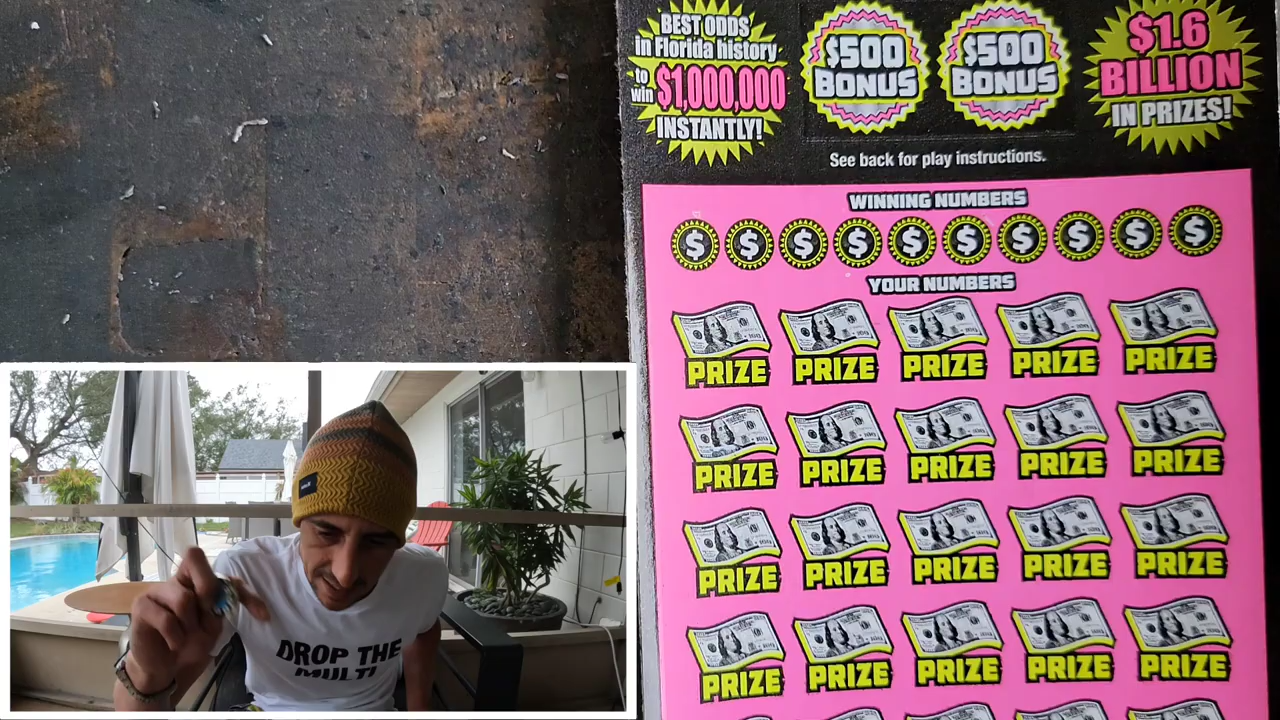 BEST ODDS
in Florida history
to win $1,000,000
INSTANTLY!
$500
BONUS
$500
BONUS
$1.6
BILLION
IN PRIZES!
See back for play instructions.
WINNING NUMBERS
$ $ $ $ $ $ $ $ $ $
YOUR NUMBERS
PRIZE PRIZE PRIZE PRIZE PRIZE
PRIZE PRIZE PRIZE PRIZE PRIZE
PRIZE PRIZE PRIZE PRIZE PRIZE
PRIZE PRIZE PRIZE PRIZE PRIZE
DROP THE
MULTI